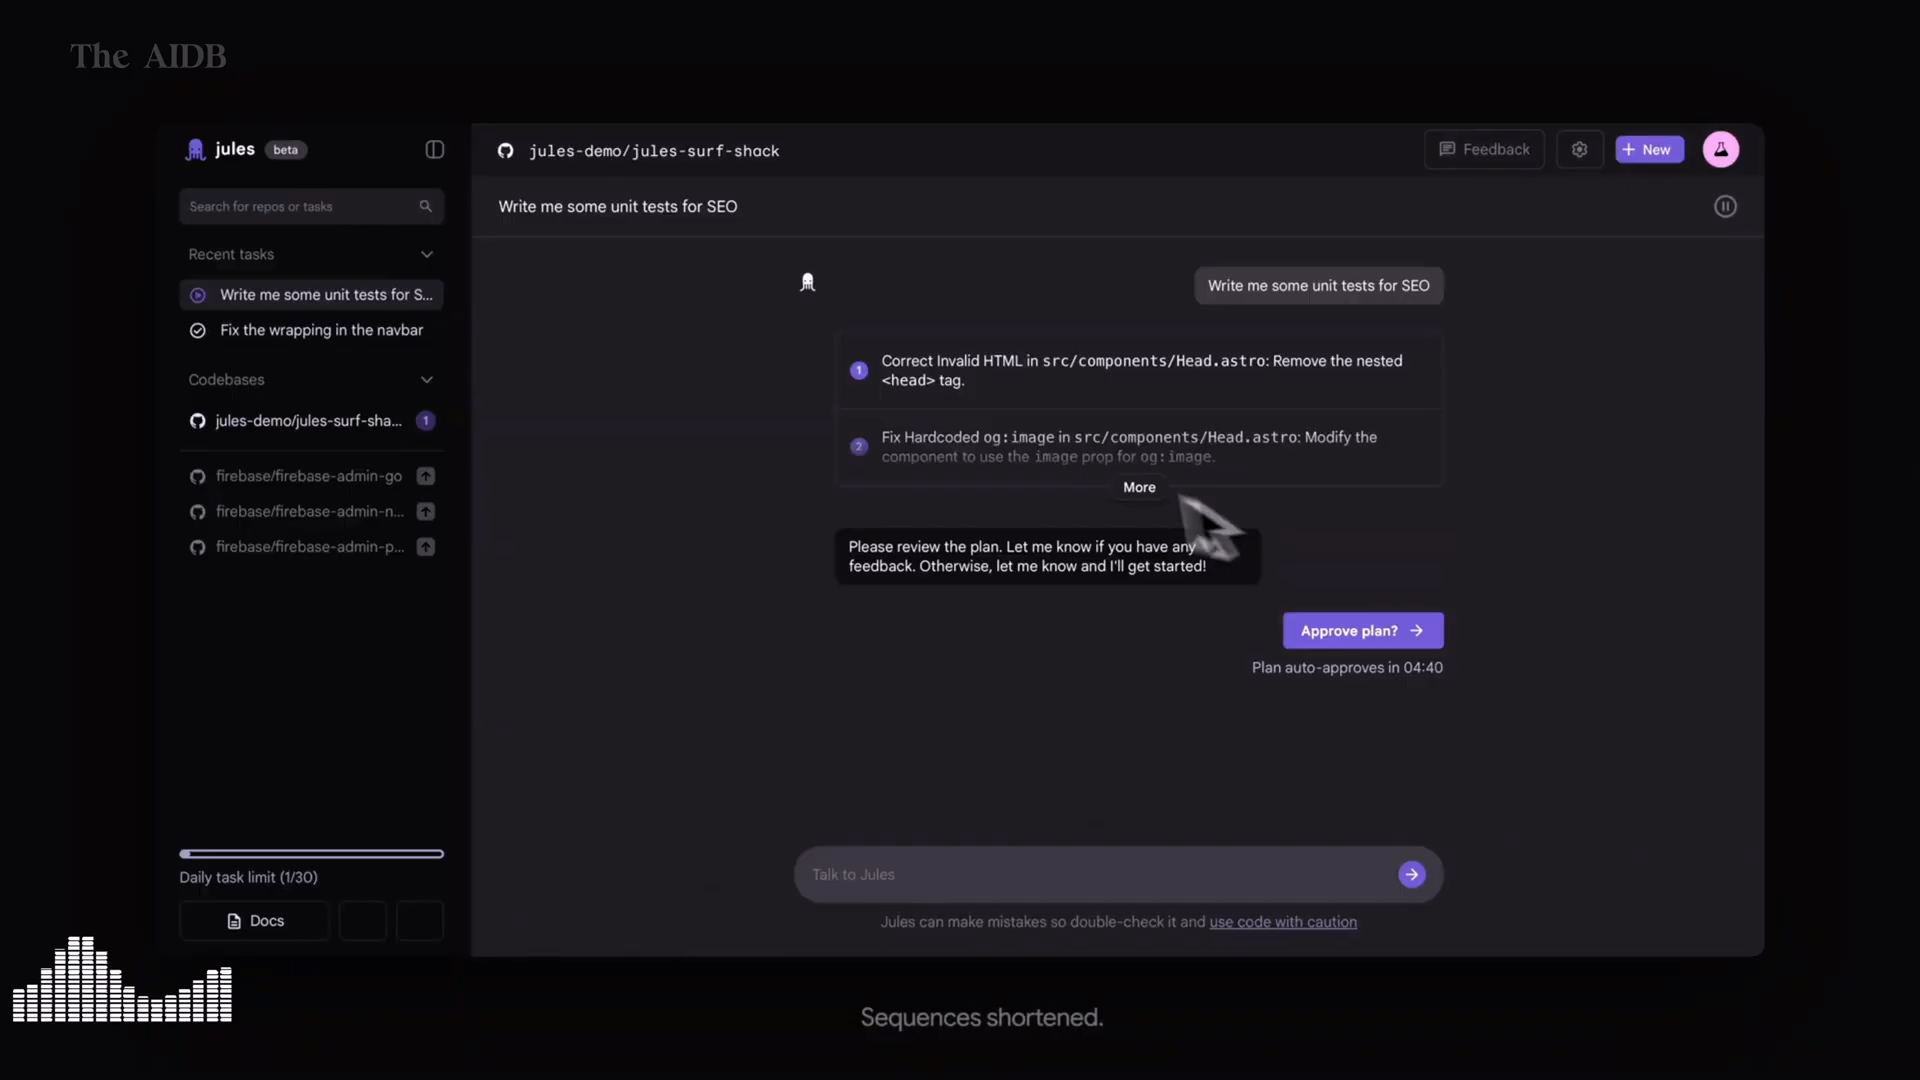 The AIDB
jules beta
Search for repos or tasks
Recent tasks
Write me some unit tests for S...
Fix the wrapping in the navbar
Codebases
jules-demo/jules-surf-sha... 1
firebase/firebase-admin-go
firebase/firebase-admin-n...
firebase/firebase-admin-p...
Daily task limit (1/30)
Docs
jules-demo/jules-surf-shack
Feedback
+ New
Write me some unit tests for SEO
Write me some unit tests for SEO
1 Correct Invalid HTML in src/components/Head.astro: Remove the nested
<head> tag.
2 Fix Hardcoded og:image in src/components/Head.astro: Modify the
component to use the image prop for og:image.
More
Please review the plan. Let me know if you have any
feedback. Otherwise, let me know and I'll get started!
Approve plan?
Plan auto-approves in 04:40
Talk to Jules
Jules can make mistakes so double-check it and use code with caution
Sequences shortened.